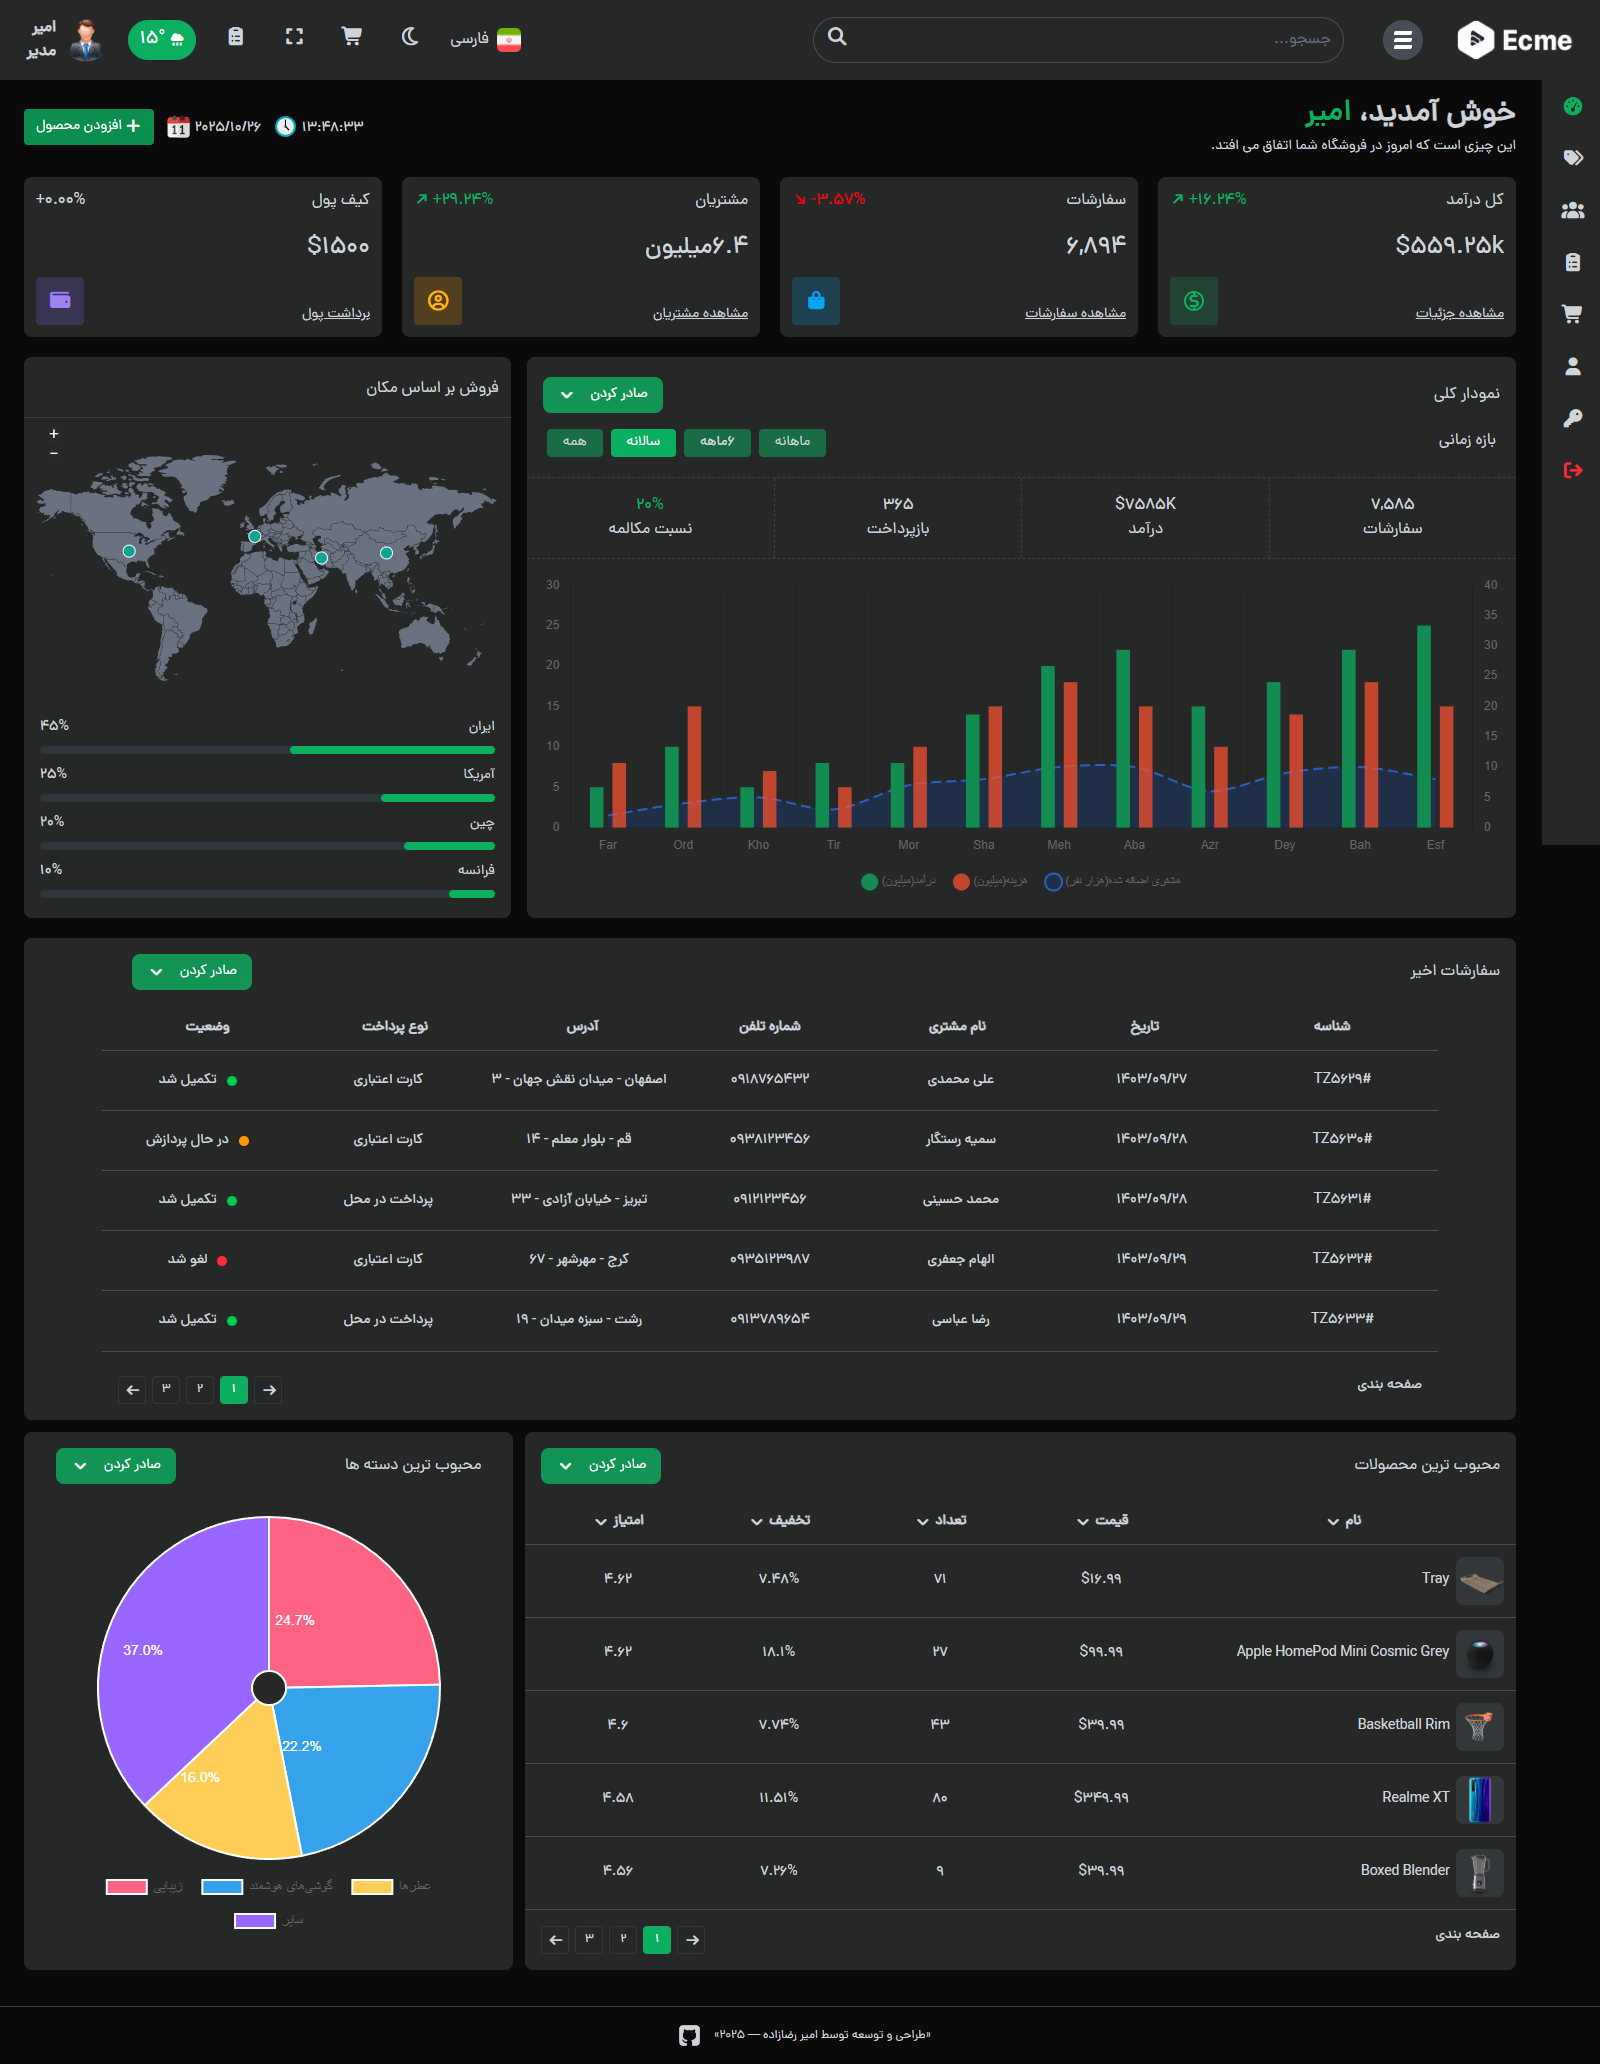 Ecme
جستجو...
فارسی
۱۵°
امیر
مدیر
خوش آمدید، امیر
این چیزی است که امروز در فروشگاه شما اتفاق می افتد.
۱۳:۴۸:۳۳
۲۰۲۵/۱۰/۲۶
افزودن محصول
کل درآمد
+۱۶.۲۴%
$۵۵۹.۲۵k
مشاهده جزئیات
سفارشات
-۳.۵۷%
۶,۸۹۴
مشاهده سفارشات
مشتریان
+۲۹.۲۴%
۶.۴میلیون
مشاهده مشتریان
کیف پول
+۰.۰۰%
$۱۵۰۰
برداشت پول
نمودار کلی
صادر کردن
بازه زمانی
ماهانه
۶ماهه
سالانه
همه
۷,۵۸۵
سفارشات
$۷۵۸۵K
درآمد
۳۶۵
بازپرداخت
۲۰%
نسبت مکالمه
30
25
20
15
10
5
0
40
35
30
25
20
15
10
5
0
Far Ord Kho Tir Mor Sha Meh Aba Azr Dey Bah Esf
درآمد(میلیون)
هزینه(میلیون)
مشتری اضافه شده(هزار نفر)
فروش بر اساس مکان
+
−
ایران ۴۵%
آمریکا ۲۵%
چین ۲۰%
فرانسه ۱۰%
سفارشات اخیر
صادر کردن
شناسه تاریخ نام مشتری شماره تلفن آدرس نوع پرداخت وضعیت
TZ۵۶۲۹# ۱۴۰۳/۰۹/۲۷ علی محمدی ۰۹۱۸۷۶۵۴۳۲ اصفهان - میدان نقش جهان - ۳ کارت اعتباری تکمیل شد
TZ۵۶۳۰# ۱۴۰۳/۰۹/۲۸ سمیه رستگار ۰۹۳۸۱۲۳۴۵۶ قم - بلوار معلم - ۱۴ کارت اعتباری در حال پردازش
TZ۵۶۳۱# ۱۴۰۳/۰۹/۲۸ محمد حسینی ۰۹۱۲۱۲۳۴۵۶ تبریز - خیابان آزادی - ۳۳ پرداخت در محل تکمیل شد
TZ۵۶۳۲# ۱۴۰۳/۰۹/۲۹ الهام جعفری ۰۹۳۵۱۲۳۹۸۷ کرج - مهرشهر - ۶۷ کارت اعتباری لغو شد
TZ۵۶۳۳# ۱۴۰۳/۰۹/۲۹ رضا عباسی ۰۹۱۳۷۸۹۶۵۴ رشت - سبزه میدان - ۱۹ پرداخت در محل تکمیل شد
صفحه بندی
۱ ۲ ۳
محبوب ترین محصولات
صادر کردن
نام قیمت تعداد تخفیف امتیاز
Tray $۱۶.۹۹ ۷۱ ۷.۴۸% ۴.۶۲
Apple HomePod Mini Cosmic Grey $۹۹.۹۹ ۲۷ ۱۸.۱% ۴.۶۲
Basketball Rim $۳۹.۹۹ ۴۳ ۷.۷۴% ۴.۶
Realme XT $۳۴۹.۹۹ ۸۰ ۱۱.۵۱% ۴.۵۸
Boxed Blender $۳۹.۹۹ ۹ ۷.۲۶% ۴.۵۶
صفحه بندی
۱ ۲ ۳
محبوب ترین دسته ها
صادر کردن
24.7%
37.0%
22.2%
16.0%
زیبایی
گوشی‌های هوشمند
عطرها
سایر
«طراحی و توسعه توسط امیر رضازاده — ۲۰۲۵»